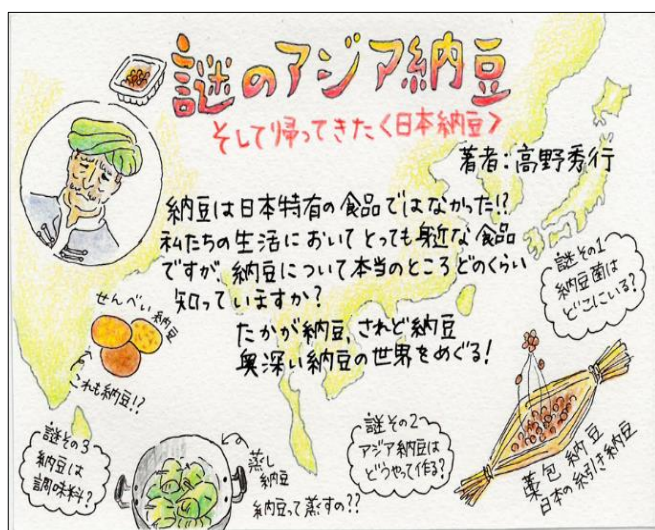 謎のアジア納豆
そして帰ってきた〈日本納豆〉
著者:高野秀行
納豆は日本特有の食品ではなかった!?
私たちの生活においてとっても身近な食品
ですが、納豆について本当のところどのくらい
知っていますか?
たかが納豆、されど納豆
奥深い納豆の世界をめぐる!
謎その1
納豆菌は
どこにいる?
せんべい納豆
これも納豆!?
謎その3
納豆は
調味料?
蒸し
納豆
納豆って蒸すの??
謎その2
アジア納豆は
どうやって作る?
藁包納豆
日本の糸引き納豆